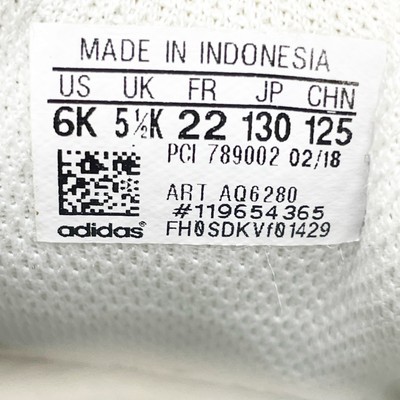 MADE IN INDONESIA
US UK FR JP CHN
6K 5½K 22 130 125
PCI 789002 02/18
ART AQ6280
#119654365
adidas FH0SDKVf01429